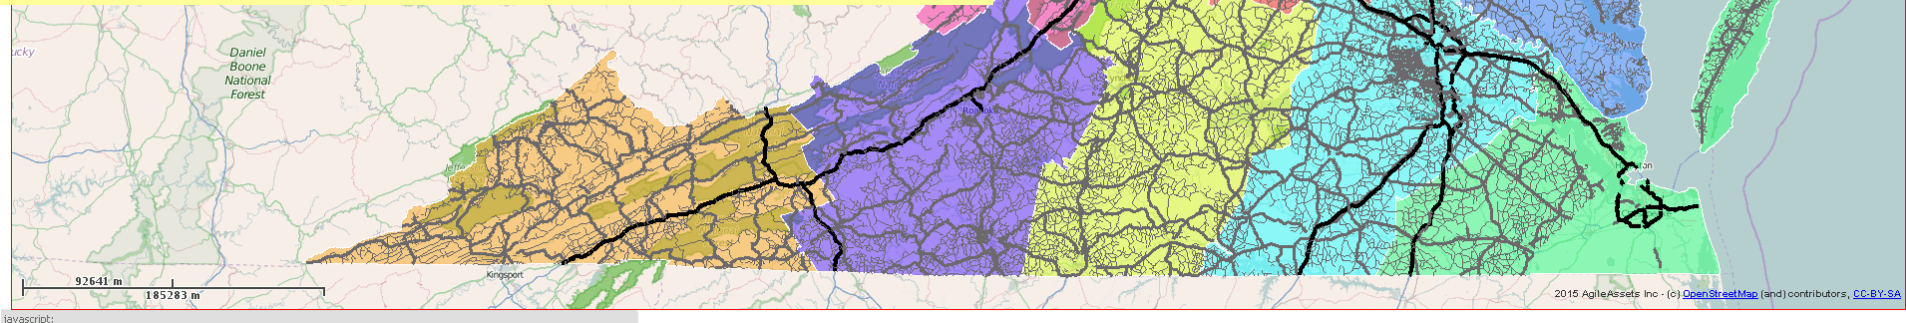 ucky
Daniel
Boone
National
Forest
Kingsport
92641 m
185283 m
2015 AgileAssets Inc - (c) OpenStreetMap (and) contributors, CC-BY-SA
javascript: